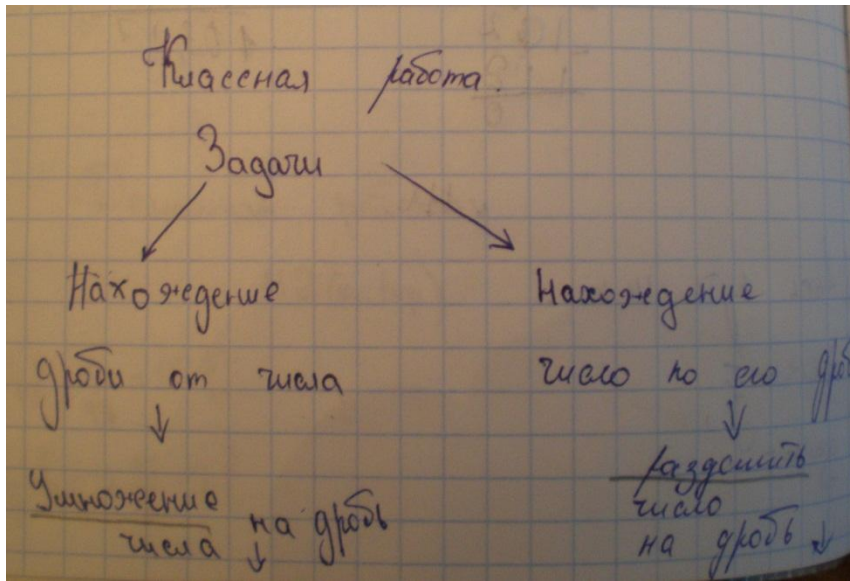 Классная работа.
Задачи
Нахождение
дроби от числа
Умножение
числа на дробь
Нахождение
число по его дроб
разделить
число
на дробь